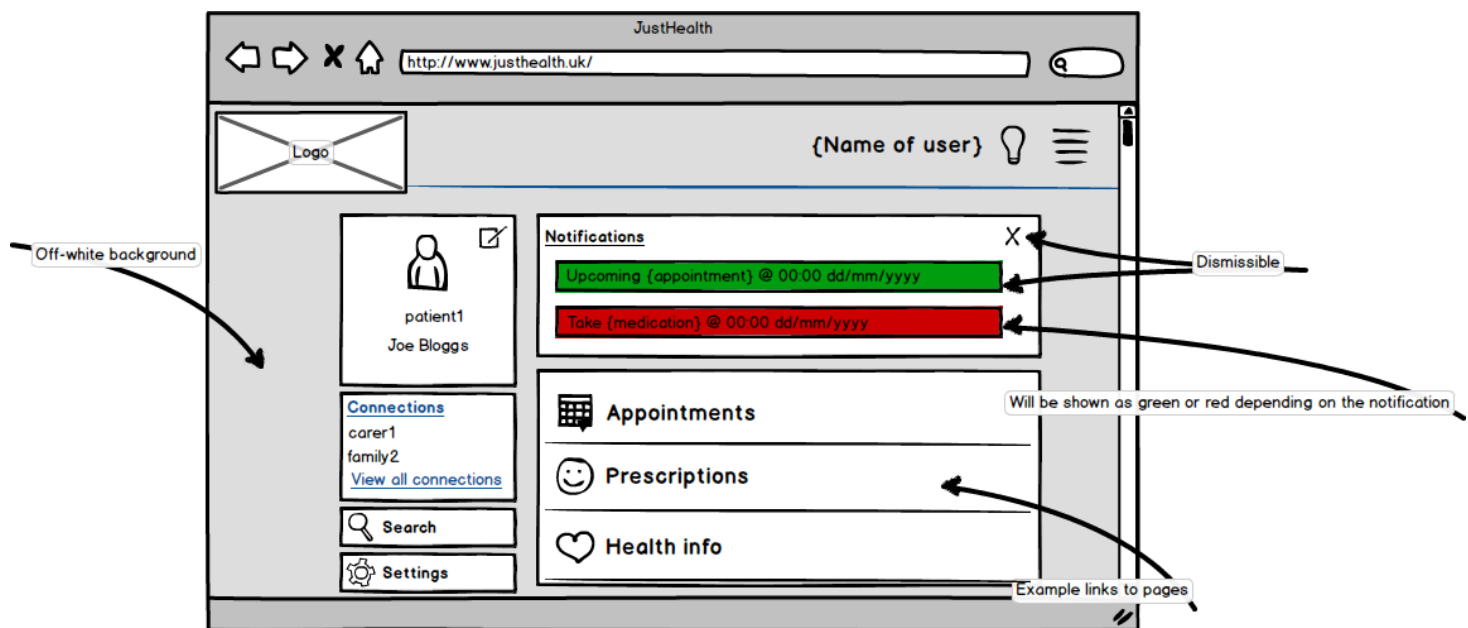 JustHealth
http://www.justhealth.uk/
Logo
{Name of user}
Off-white background
patient1
Joe Bloggs
Connections
carer1
family2
View all connections
Search
Settings
Notifications
X
Upcoming {appointment} @ 00:00 dd/mm/yyyy
Take {medication} @ 00:00 dd/mm/yyyy
Dismissible
Will be shown as green or red depending on the notification
Appointments
Prescriptions
Health info
Example links to pages